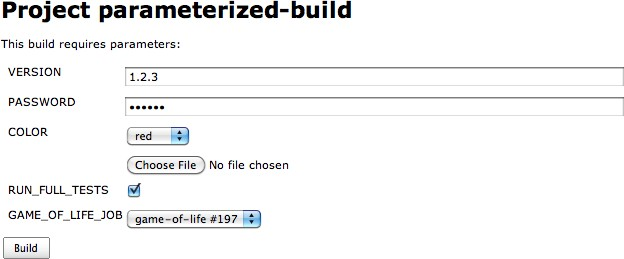 Project parameterized-build
This build requires parameters:
VERSION 1.2.3
PASSWORD ••••••
COLOR red
Choose File No file chosen
RUN_FULL_TESTS
GAME_OF_LIFE_JOB game-of-life #197
Build